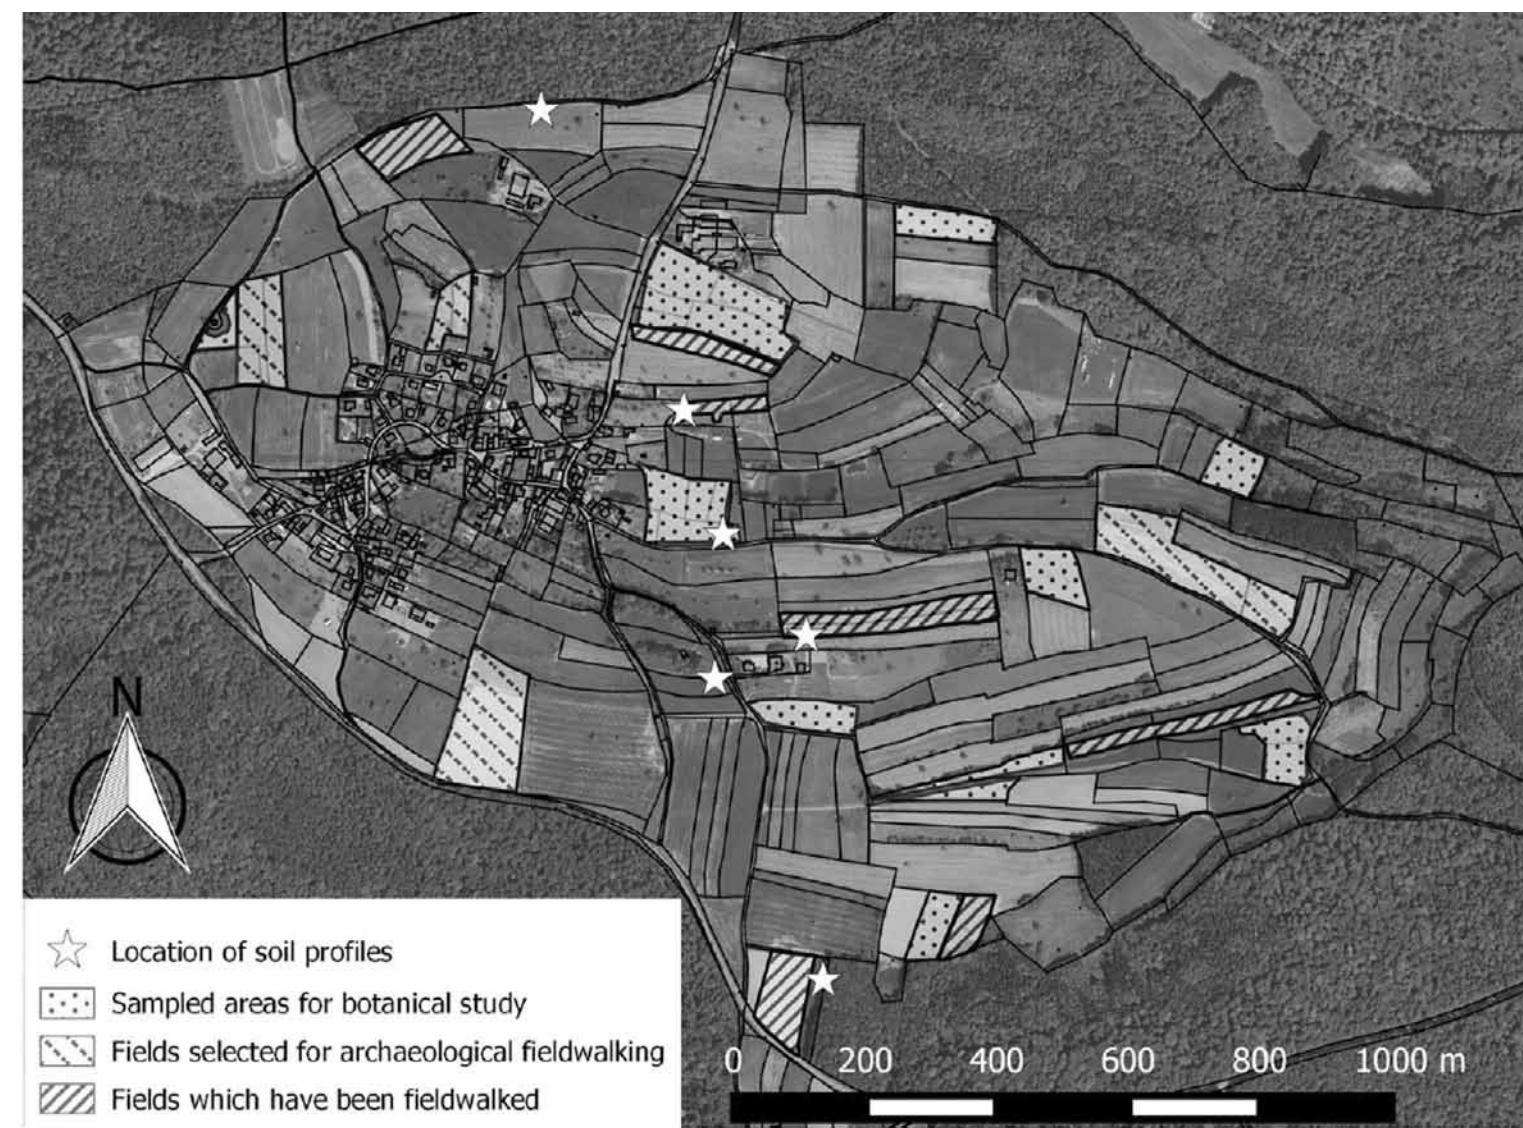 N
Location of soil profiles
Sampled areas for botanical study
Fields selected for archaeological fieldwalking
Fields which have been fieldwalked
0 200 400 600 800 1000 m